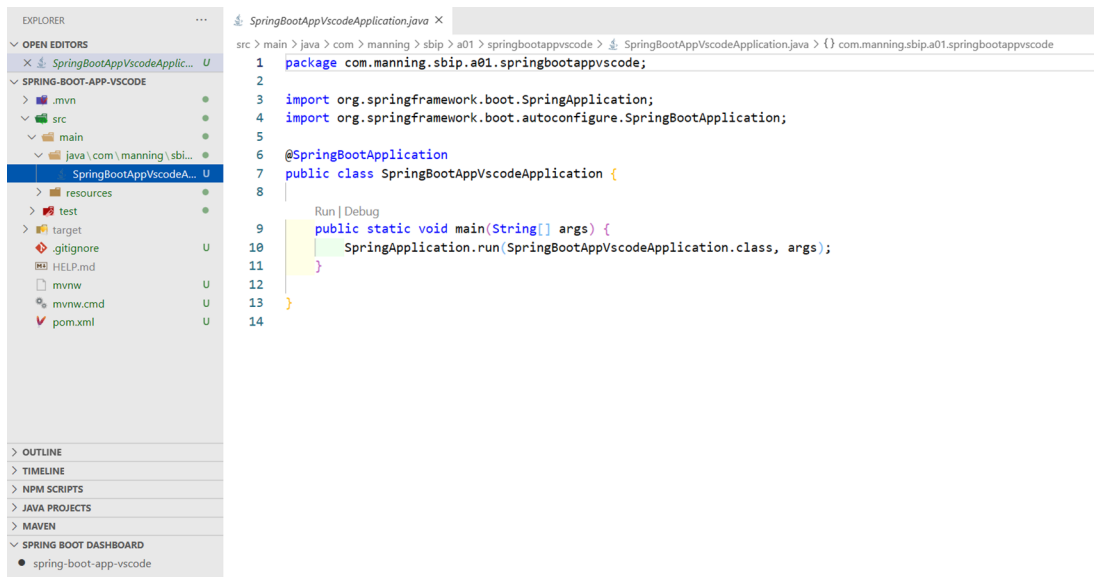 EXPLORER ...
OPEN EDITORS
SpringBootAppVscodeApplic... U
SPRING-BOOT-APP-VSCODE
.mvn
src
main
java\com\manning\sbi...
SpringBootAppVscodeA... U
resources
test
target
.gitignore U
HELP.md
mvnw U
mvnw.cmd U
pom.xml U
OUTLINE
TIMELINE
NPM SCRIPTS
JAVA PROJECTS
MAVEN
SPRING BOOT DASHBOARD
spring-boot-app-vscode
SpringBootAppVscodeApplication.java
src > main > java > com > manning > sbip > a01 > springbootappvscode > SpringBootAppVscodeApplication.java > {} com.manning.sbip.a01.springbootappvscode
1 package com.manning.sbip.a01.springbootappvscode;
2
3 import org.springframework.boot.SpringApplication;
4 import org.springframework.boot.autoconfigure.SpringBootApplication;
5
6 @SpringBootApplication
7 public class SpringBootAppVscodeApplication {
8
Run | Debug
9 public static void main(String[] args) {
10 SpringApplication.run(SpringBootAppVscodeApplication.class, args);
11 }
12
13 }
14